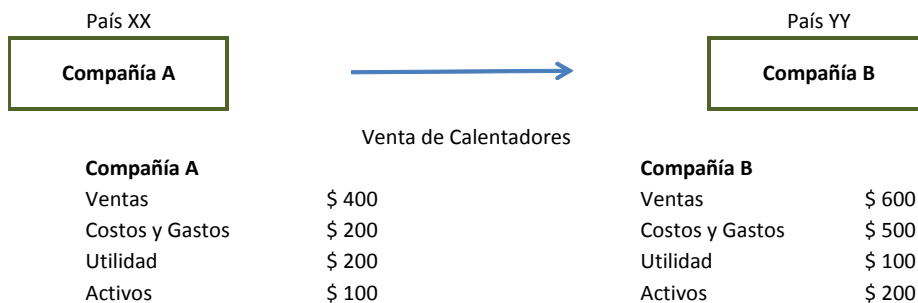 País XX País YY
Compañía A Compañía B
Venta de Calentadores
Compañía A Compañía B
Ventas $ 400 Ventas $ 600
Costos y Gastos $ 200 Costos y Gastos $ 500
Utilidad $ 200 Utilidad $ 100
Activos $ 100 Activos $ 200